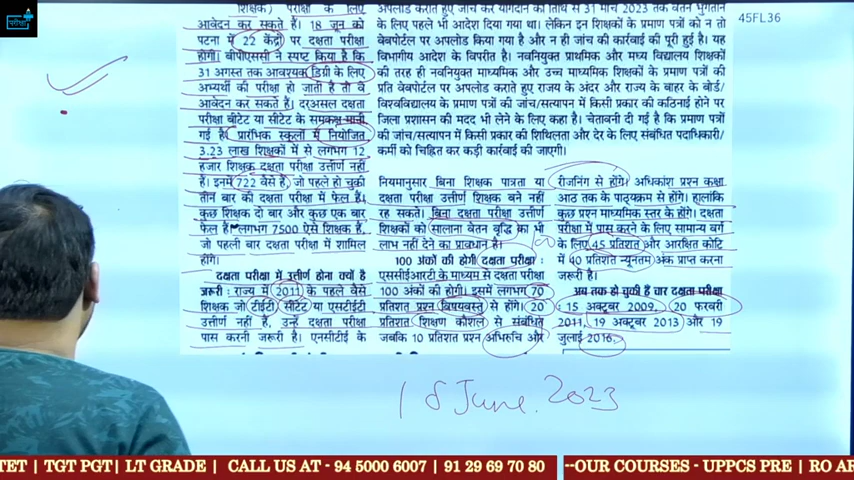 परीक्षा
45FL36
शिक्षक) परीक्षा के लिए
आवेदन कर सकते हैं। 18 जून को
पटना में 22 केंद्रों पर दक्षता परीक्षा
होगी। बीपीएससी ने स्पष्ट किया है कि
31 अगस्त तक आवश्यक डिग्री के लिए
अभ्यर्थी की परीक्षा हो जाती है तो वे
आवेदन कर सकते हैं। दरअसल दक्षता
परीक्षा बीटेट या सीटेट के समकक्ष मानी
गई है। प्रारंभिक स्कूलों में नियोजित
3.23 लाख शिक्षकों में से लगभग 12
हजार शिक्षक दक्षता परीक्षा उत्तीर्ण नहीं
हैं। इनमें 722 वैसे हैं, जो पहले हो चुकी
तीन बार की दक्षता परीक्षा में फेल हैं।
कुछ शिक्षक दो बार और कुछ एक बार
फेल हैं। लगभग 7500 ऐसे शिक्षक हैं,
जो पहली बार दक्षता परीक्षा में शामिल
होंगे।
दक्षता परीक्षा में उत्तीर्ण होना क्यों है
जरूरी: राज्य में 2011 के पहले वैसे
शिक्षक जो टीईटी, सीटेट या एसटीईटी
उत्तीर्ण नहीं है, उन्हें दक्षता परीक्षा
पास करनी जरूरी है। एनसीटीई के
अपलोड कराते हुए जांच कर योगदान की तिथि से 31 मार्च 2023 तक वेतन भुगतान
के लिए पहले भी आदेश दिया गया था। लेकिन इन शिक्षकों के प्रमाण पत्रों को न तो
वेबपोर्टल पर अपलोड किया गया है और न ही जांच की कार्रवाई की पूरी हुई है। यह
विभागीय आदेश के विपरीत है। नवनियुक्त प्राथमिक और मध्य विद्यालय शिक्षकों
की तरह ही नवनियुक्त माध्यमिक और उच्च माध्यमिक शिक्षकों के प्रमाण पत्रों की
प्रति वेबपोर्टल पर अपलोड कराते हुए राजय के अंदर और राज्य के बाहर के बोर्ड/
विश्वविद्यालय के प्रमाण पत्रों की जांच/सत्यापन में किसी प्रकार की कठिनाई होने पर
जिला प्रशासन की मदद भी लेने के लिए कहा है। चेतावनी दी गई है कि प्रमाण पत्रों
की जांच/सत्यापन में किसी प्रकार की शिथिलता और देर के लिए संबंधित पदाधिकारी/
कर्मी को चिह्नित कर कड़ी कार्रवाई की जाएगी।
नियमानुसार बिना शिक्षक पात्रता या
दक्षता परीक्षा उत्तीर्ण शिक्षक बने नहीं
रह सकते। बिना दक्षता परीक्षा उत्तीर्ण
शिक्षकों को सालाना वेतन वृद्धि का भी
लाभ नहीं देने का प्रावधान है।
100 अंकों की होगी दक्षता परीक्षा :
एससीईआरटी के माध्यम से दक्षता परीक्षा
100 अंकों की होगी। इसमें लगभग 70
प्रतिशत प्रश्न विषयवस्तु से होंगे। 20
प्रतिशत शिक्षण कौशल से संबंधित
जबकि 10 प्रतिशत प्रश्न अभिरुचि और
रीजनिंग से होंगे। अधिकांश प्रश्न कक्षा
आठ तक के पाठ्यक्रम से होंगे। हालांकि
कुछ प्रश्न माध्यमिक स्तर के होंगे। दक्षता
परीक्षा में पास करने के लिए सामान्य वर्ग
के लिए 45 प्रतिशत और आरक्षित कोटि
में 40 प्रतिशत न्यूनतम अंक प्राप्त करना
जरूरी है।
अब तक हो चुकी है चार दक्षता परीक्षा
: 15 अक्टूबर 2009, 20 फरवरी
2011, 19 अक्टूबर 2013 और 19
जुलाई 2016।
18 June. 2023
TET | TGT PGT| LT GRADE | CALL US AT - 94 5000 6007 | 91 29 69 70 80 --OUR COURSES - UPPCS PRE | RO AR